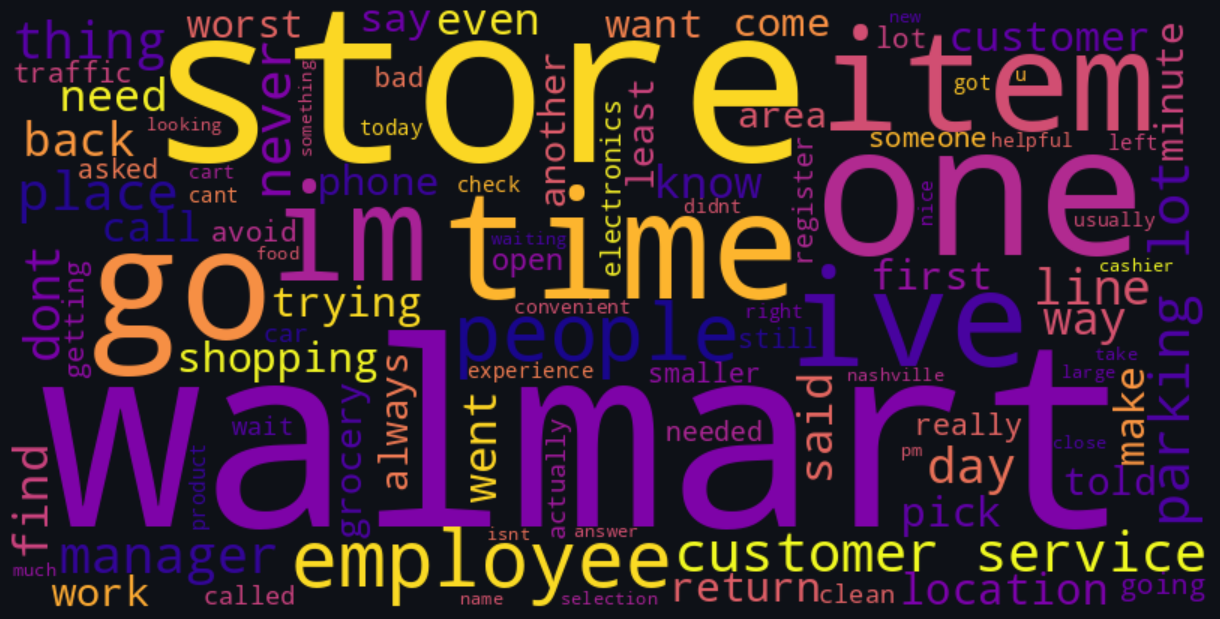 thing
worst
say
even
want
come
new
lot
customer
minute
traffic
need
never
something
store
bad
today
another
electronics
least
area
item
got
u
someone
helpful
left
back
looking
asked
cart
cant
place
phone
check
know
didnt
register
one
nice
usually
parking lot
call
avoid
food
im
time
waiting
open
dont
getting
go
trying
convenient
people
right
still
ive
first
line
way
cashier
car
shopping
experience
smaller
nashville
take
large
walmart
wait
product
grocery
always
went
actually
needed
said
really
pm
day
close
make
told
find
pick
much
manager
employee
isnt
answer
customer service
work
called
name
selection
return
clean
location
going